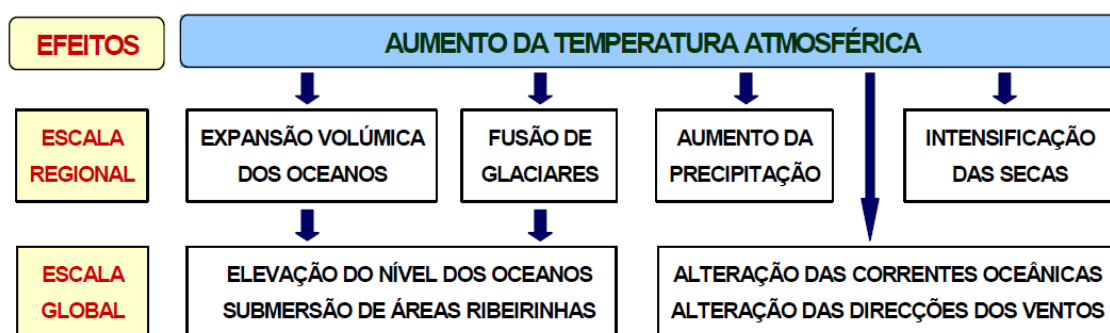 EFEITOS
AUMENTO DA TEMPERATURA ATMOSFÉRICA
ESCALA
REGIONAL
EXPANSÃO VOLÚMICA
DOS OCEANOS
FUSÃO DE
GLACIARES
AUMENTO DA
PRECIPITAÇÃO
INTENSIFICAÇÃO
DAS SECAS
ESCALA
GLOBAL
ELEVAÇÃO DO NÍVEL DOS OCEANOS
SUBMERSÃO DE ÁREAS RIBEIRINHAS
ALTERAÇÃO DAS CORRENTES OCEÂNICAS
ALTERAÇÃO DAS DIRECÇÕES DOS VENTOS